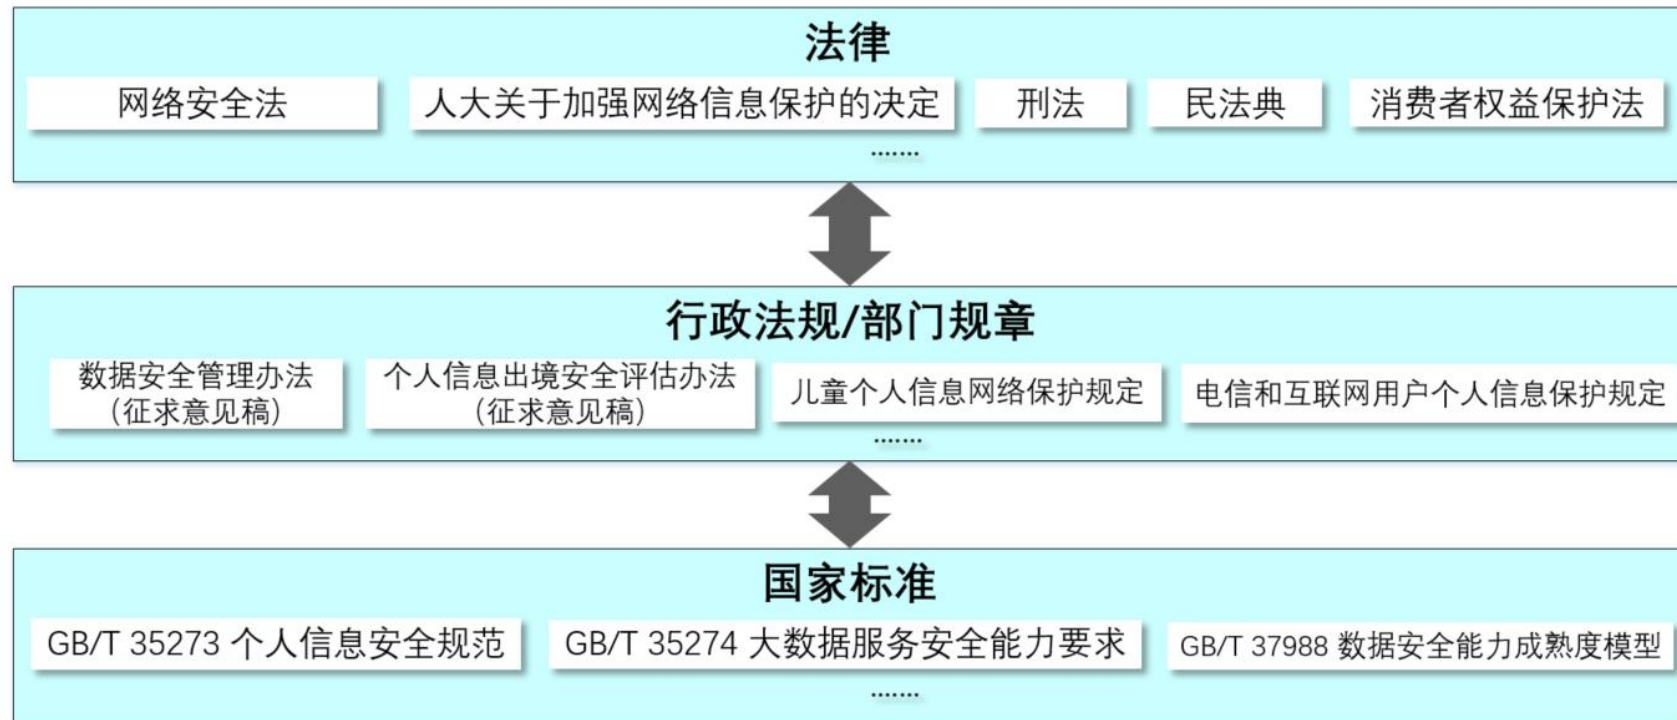 法律
网络安全法
人大关于加强网络信息保护的决定
刑法
民法典
消费者权益保护法
.......
行政法规/部门规章
数据安全管理办法
(征求意见稿)
个人信息出境安全评估办法
(征求意见稿)
儿童个人信息网络保护规定
电信和互联网用户个人信息保护规定
.......
国家标准
GB/T 35273 个人信息安全规范
GB/T 35274 大数据服务安全能力要求
GB/T 37988 数据安全能力成熟度模型
.......